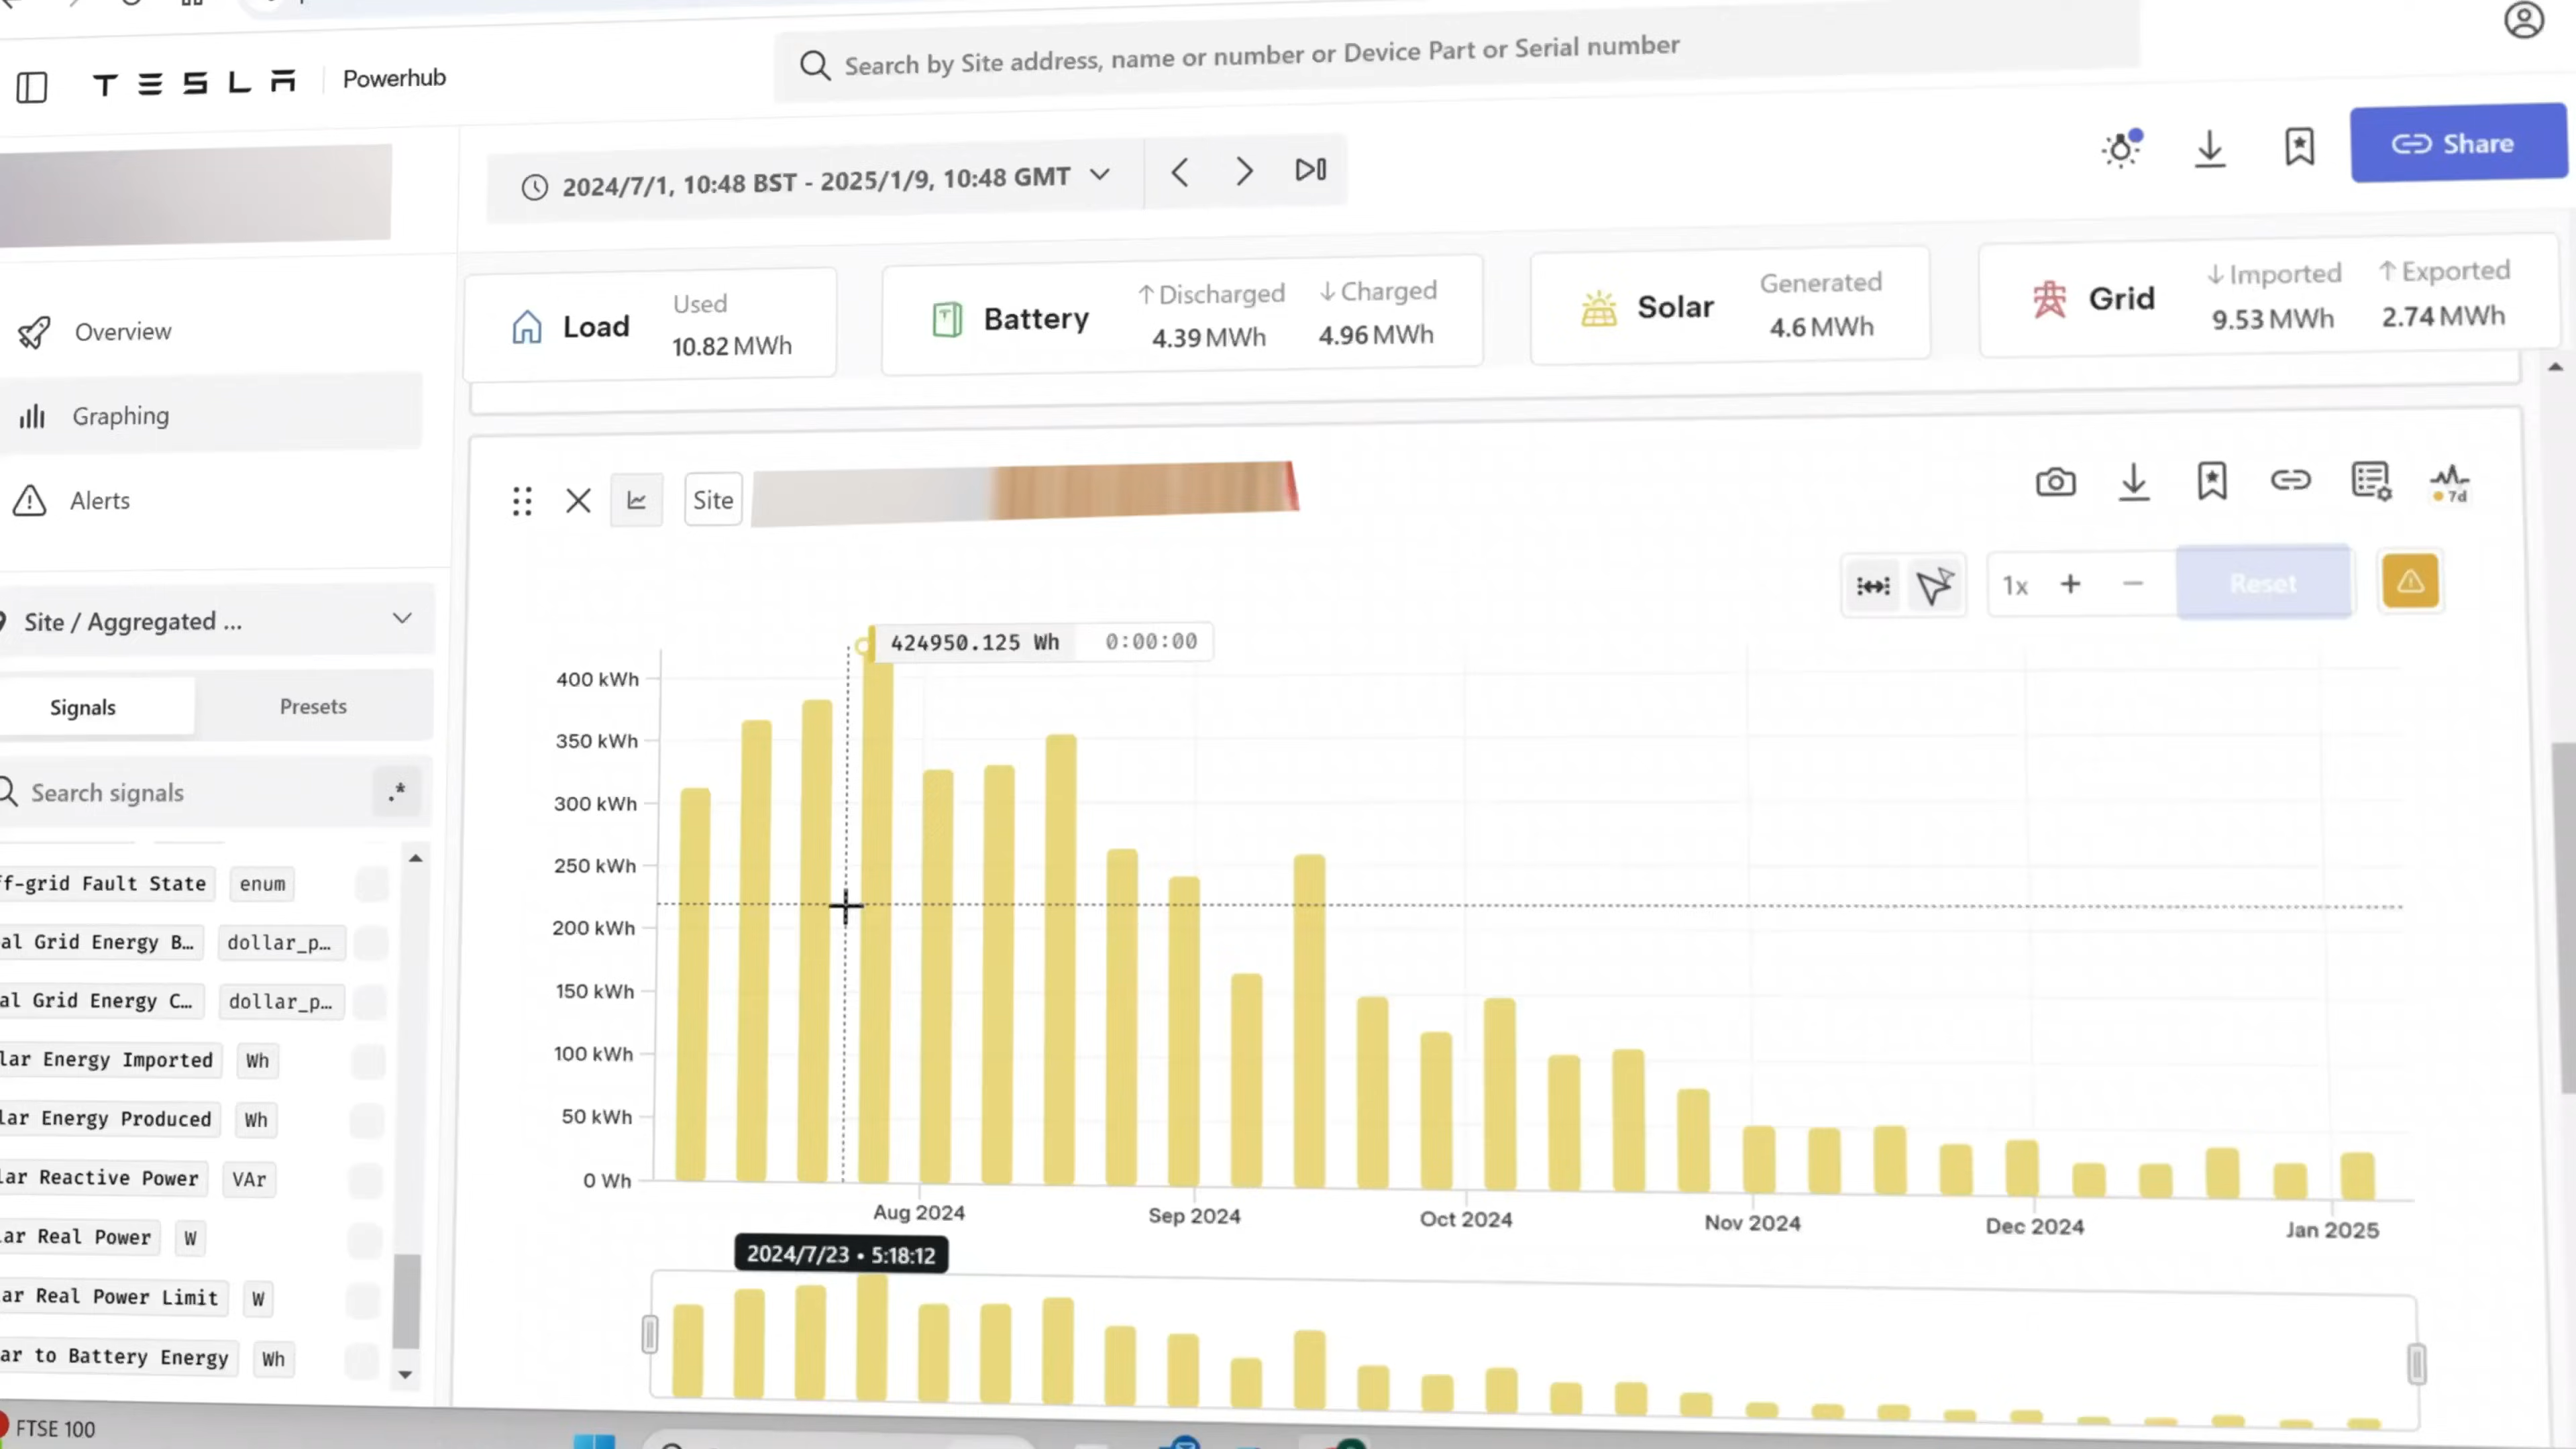 TESLA Powerhub
Search by Site address, name or number or Device Part or Serial number
2024/7/1, 10:48 BST - 2025/1/9, 10:48 GMT
Share
Load
Used
10.82 MWh
Battery
↑ Discharged
4.39 MWh
↓ Charged
4.96 MWh
Solar
Generated
4.6 MWh
Grid
↓ Imported
9.53 MWh
↑ Exported
2.74 MWh
Overview
Graphing
Alerts
Site / Aggregated ...
Signals
Presets
Search signals
.*
f-grid Fault State enum
al Grid Energy B... dollar_p...
al Grid Energy C... dollar_p...
lar Energy Imported Wh
lar Energy Produced Wh
lar Reactive Power VAr
ar Real Power W
ar Real Power Limit W
ar to Battery Energy Wh
Site
7d
1x + −
Reset
424950.125 Wh 0:00:00
400 kWh
350 kWh
300 kWh
250 kWh
200 kWh
150 kWh
100 kWh
50 kWh
0 Wh
Aug 2024
Sep 2024
Oct 2024
Nov 2024
Dec 2024
Jan 2025
2024/7/23 • 5:18:12
FTSE 100